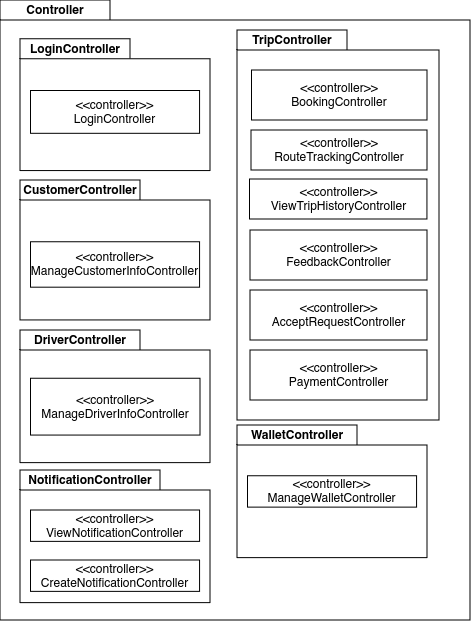 Controller
LoginController
<<controller>>
LoginController
CustomerController
<<controller>>
ManageCustomerInfoController
DriverController
<<controller>>
ManageDriverInfoController
NotificationController
<<controller>>
ViewNotificationController
<<controller>>
CreateNotificationController
TripController
<<controller>>
BookingController
<<controller>>
RouteTrackingController
<<controller>>
ViewTripHistoryController
<<controller>>
FeedbackController
<<controller>>
AcceptRequestController
<<controller>>
PaymentController
WalletController
<<controller>>
ManageWalletController